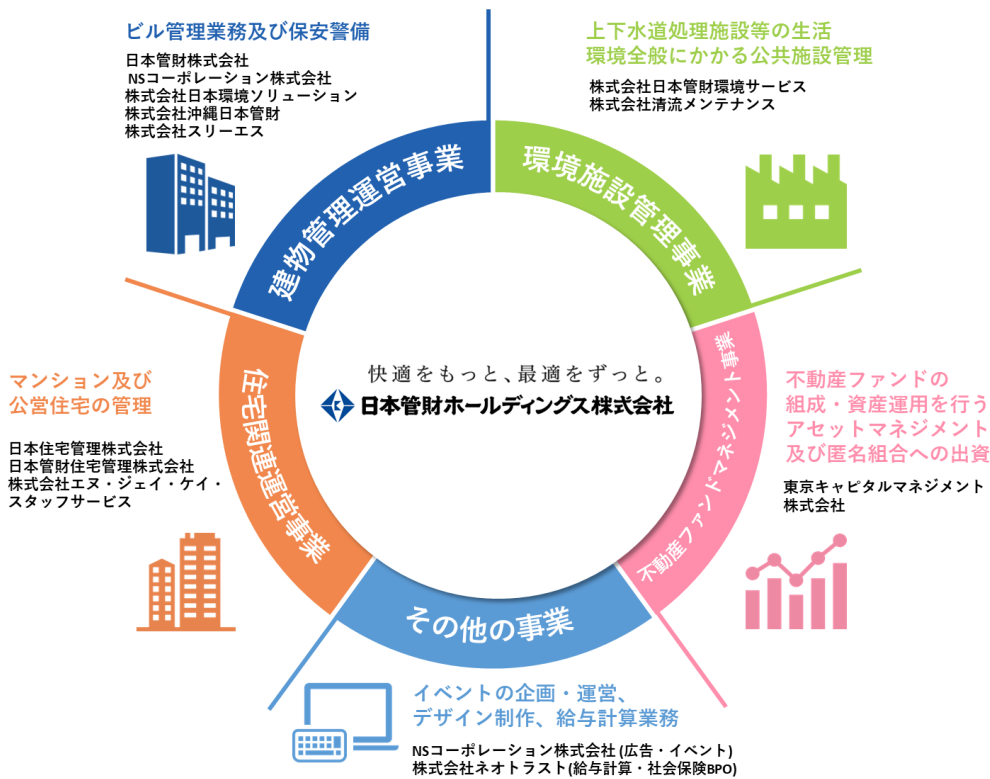 ビル管理業務及び保安警備
日本管財株式会社
NSコーポレーション株式会社
株式会社日本環境ソリューション
株式会社沖縄日本管財
株式会社スリーエス
上下水道処理施設等の生活
環境全般にかかる公共施設管理
株式会社日本管財環境サービス
株式会社清流メンテナンス
建物管理運営事業
環境施設管理事業
快適をもっと、最適をずっと。
日本管財ホールディングス株式会社
マンション及び
公営住宅の管理
日本住宅管理株式会社
日本管財住宅管理株式会社
株式会社エヌ・ジェイ・ケイ・
スタッフサービス
住宅関連運営事業
不動産ファンドマネジメント事業
不動産ファンドの
組成・資産運用を行う
アセットマネジメント
及び匿名組合への出資
東京キャピタルマネジメント
株式会社
その他の事業
イベントの企画・運営、
デザイン制作、給与計算業務
NSコーポレーション株式会社 (広告・イベント)
株式会社ネオトラスト(給与計算・社会保険BPO)